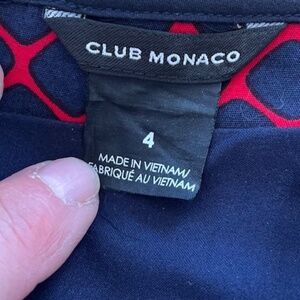 CLUB MONACO
4
MADE IN VIETNAM/
FABRIQUÉ AU VIETNAM